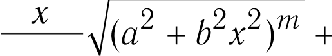 x √(a² + b²x²)ᵐ +